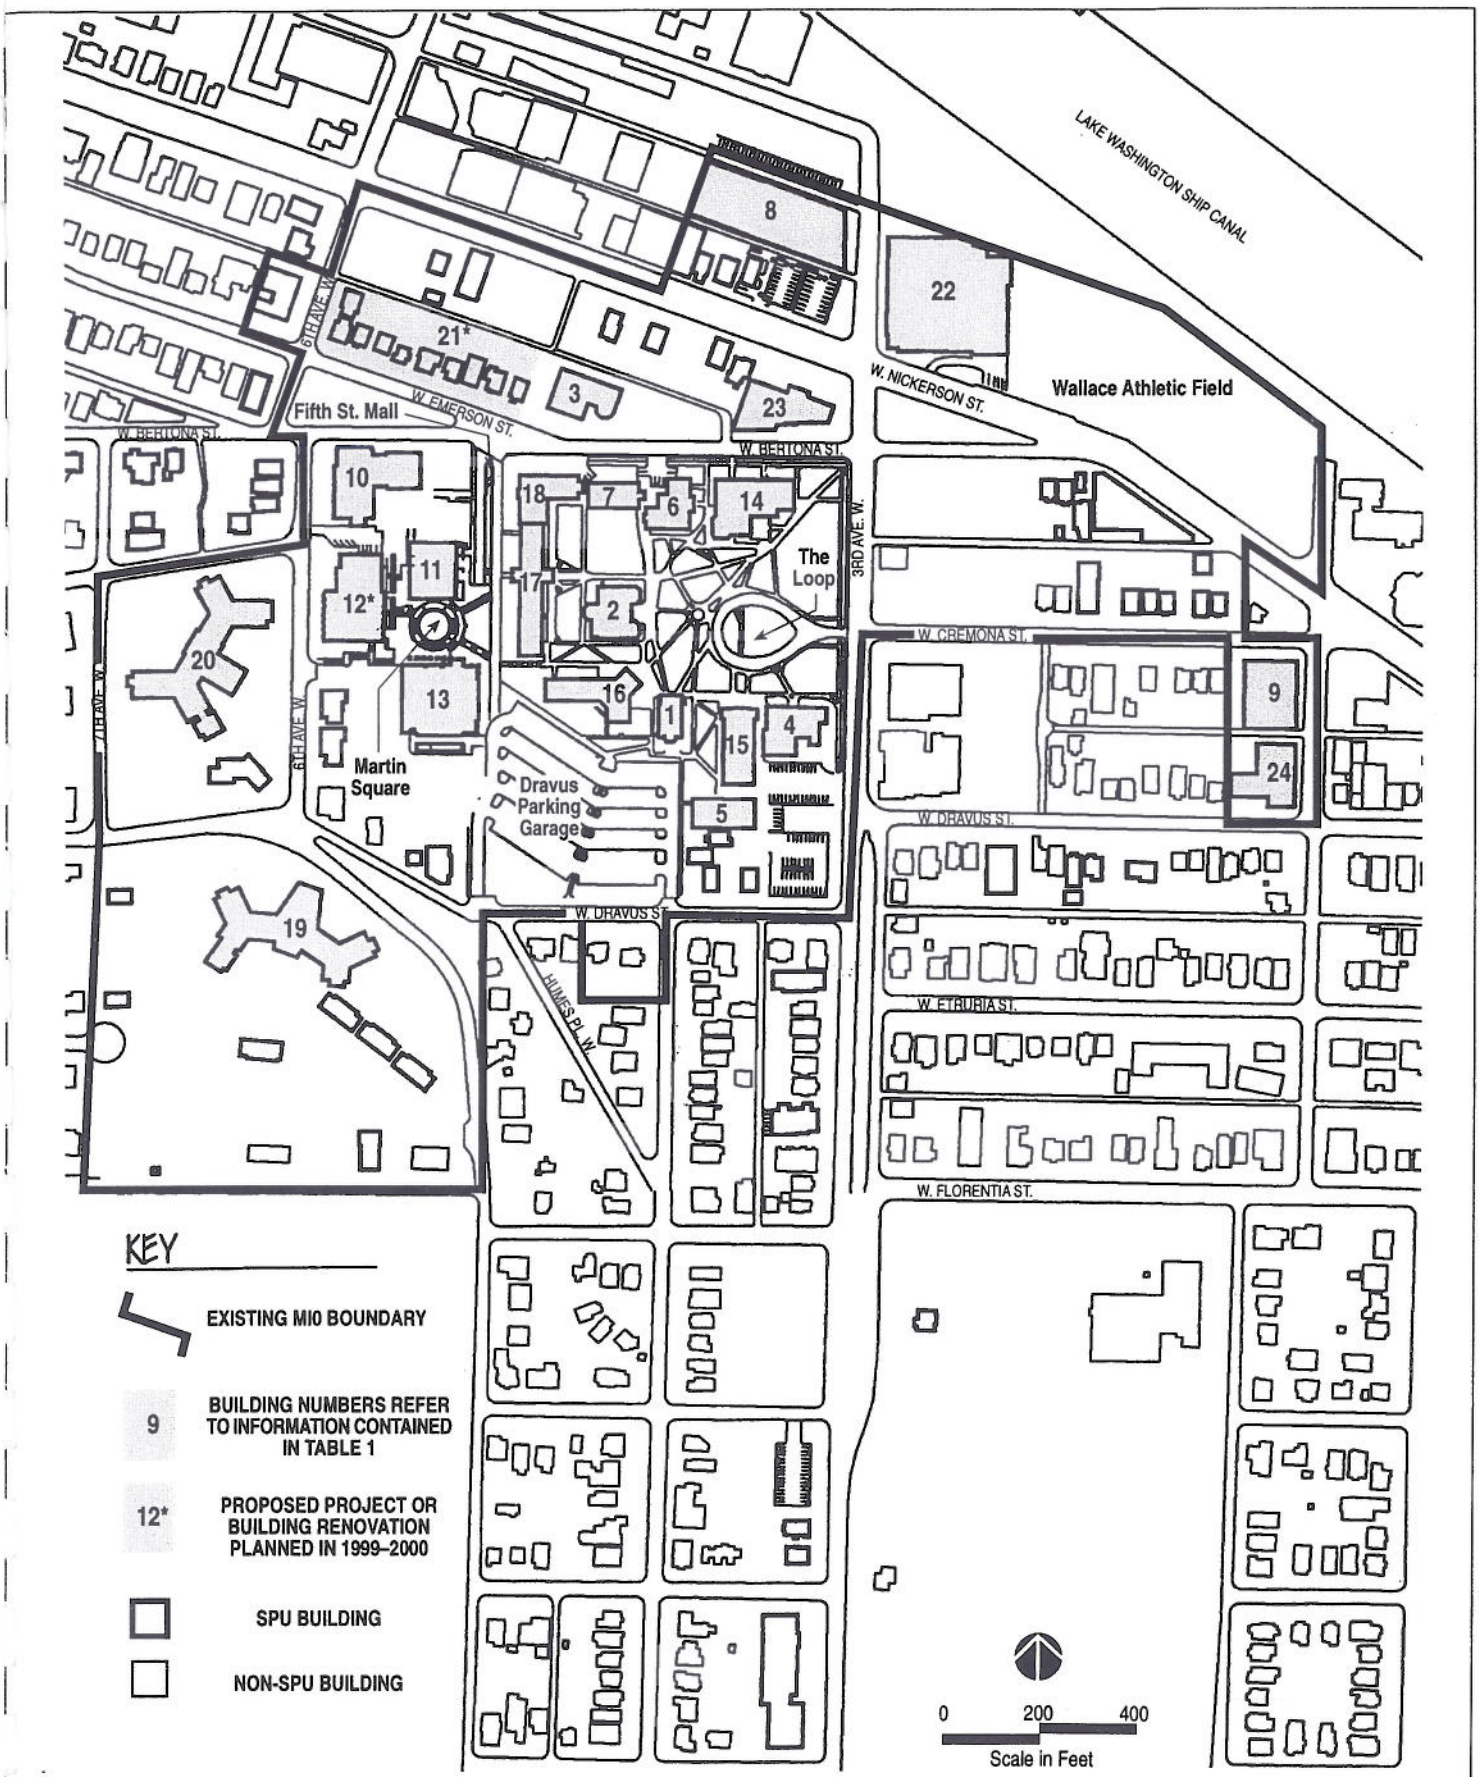 LAKE WASHINGTON SHIP CANAL
8
6TH AVE. W.
22
21*
W. NICKERSON ST.
Wallace Athletic Field
3
23
Fifth St. Mall
W. EMERSON ST.
W. BERTONA ST.
W. BERTONA ST.
10
18
7
6
14
3RD AVE. W.
The
Loop
11
17
12*
2
W. CREMONA ST.
20
16
13
9
7TH AVE. W.
6TH AVE. W.
1
15
4
Martin
Square
24
Dravus
Parking
Garage
5
W. DRAVUS ST.
19
W. DRAVUS ST.
HUMES PL. W.
W. ETRURIA ST.
W. FLORENTIA ST.
KEY
EXISTING MIO BOUNDARY
9
BUILDING NUMBERS REFER
TO INFORMATION CONTAINED
IN TABLE 1
12*
PROPOSED PROJECT OR
BUILDING RENOVATION
PLANNED IN 1999–2000
SPU BUILDING
NON-SPU BUILDING
0 200 400
Scale in Feet